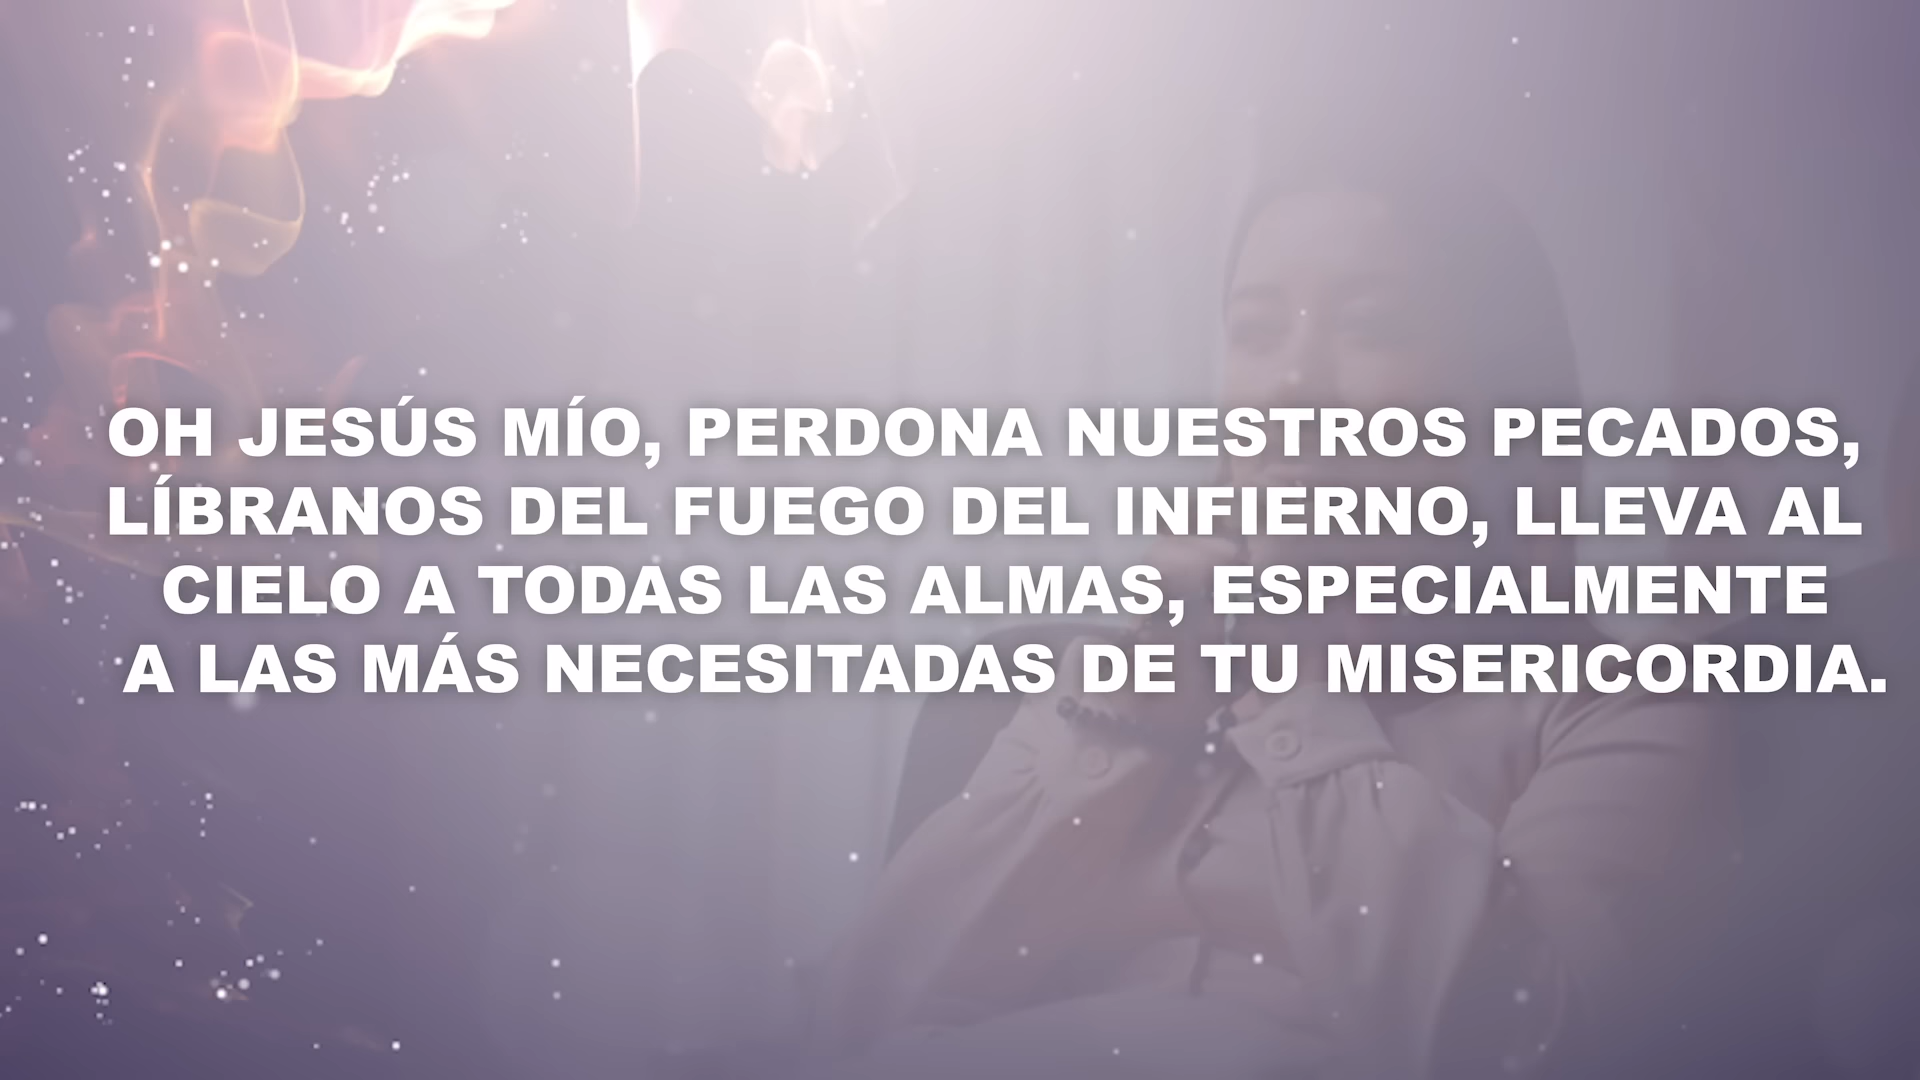 OH JESÚS MÍO, PERDONA NUESTROS PECADOS,
LÍBRANOS DEL FUEGO DEL INFIERNO, LLEVA AL
CIELO A TODAS LAS ALMAS, ESPECIALMENTE
A LAS MÁS NECESITADAS DE TU MISERICORDIA.